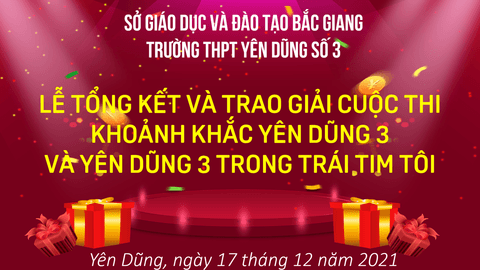 SỞ GIÁO DỤC VÀ ĐÀO TẠO BẮC GIANG
TRƯỜNG THPT YÊN DŨNG SỐ 3
LỄ TỔNG KẾT VÀ TRAO GIẢI CUỘC THI
KHOẢNH KHẮC YÊN DŨNG 3
VÀ YÊN DŨNG 3 TRONG TRÁI TIM TÔI
Yên Dũng, ngày 17 tháng 12 năm 2021